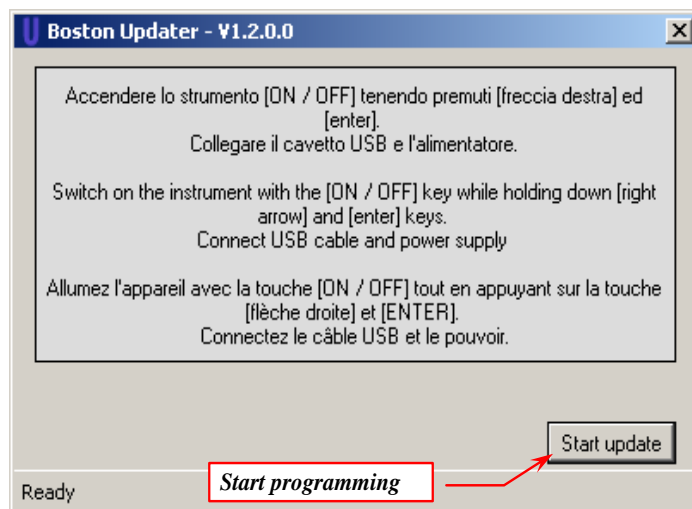 Boston Updater - V1.2.0.0
Accendere lo strumento [ON / OFF] tenendo premuti [freccia destra] ed
[enter].
Collegare il cavetto USB e l'alimentatore.
Switch on the instrument with the [ON / OFF] key while holding down [right
arrow] and [enter] keys.
Connect USB cable and power supply
Allumez l'appareil avec la touche [ON / OFF] tout en appuyant sur la touche
[flèche droite] et [ENTER].
Connectez le câble USB et le pouvoir.
Start update
Start programming
Ready